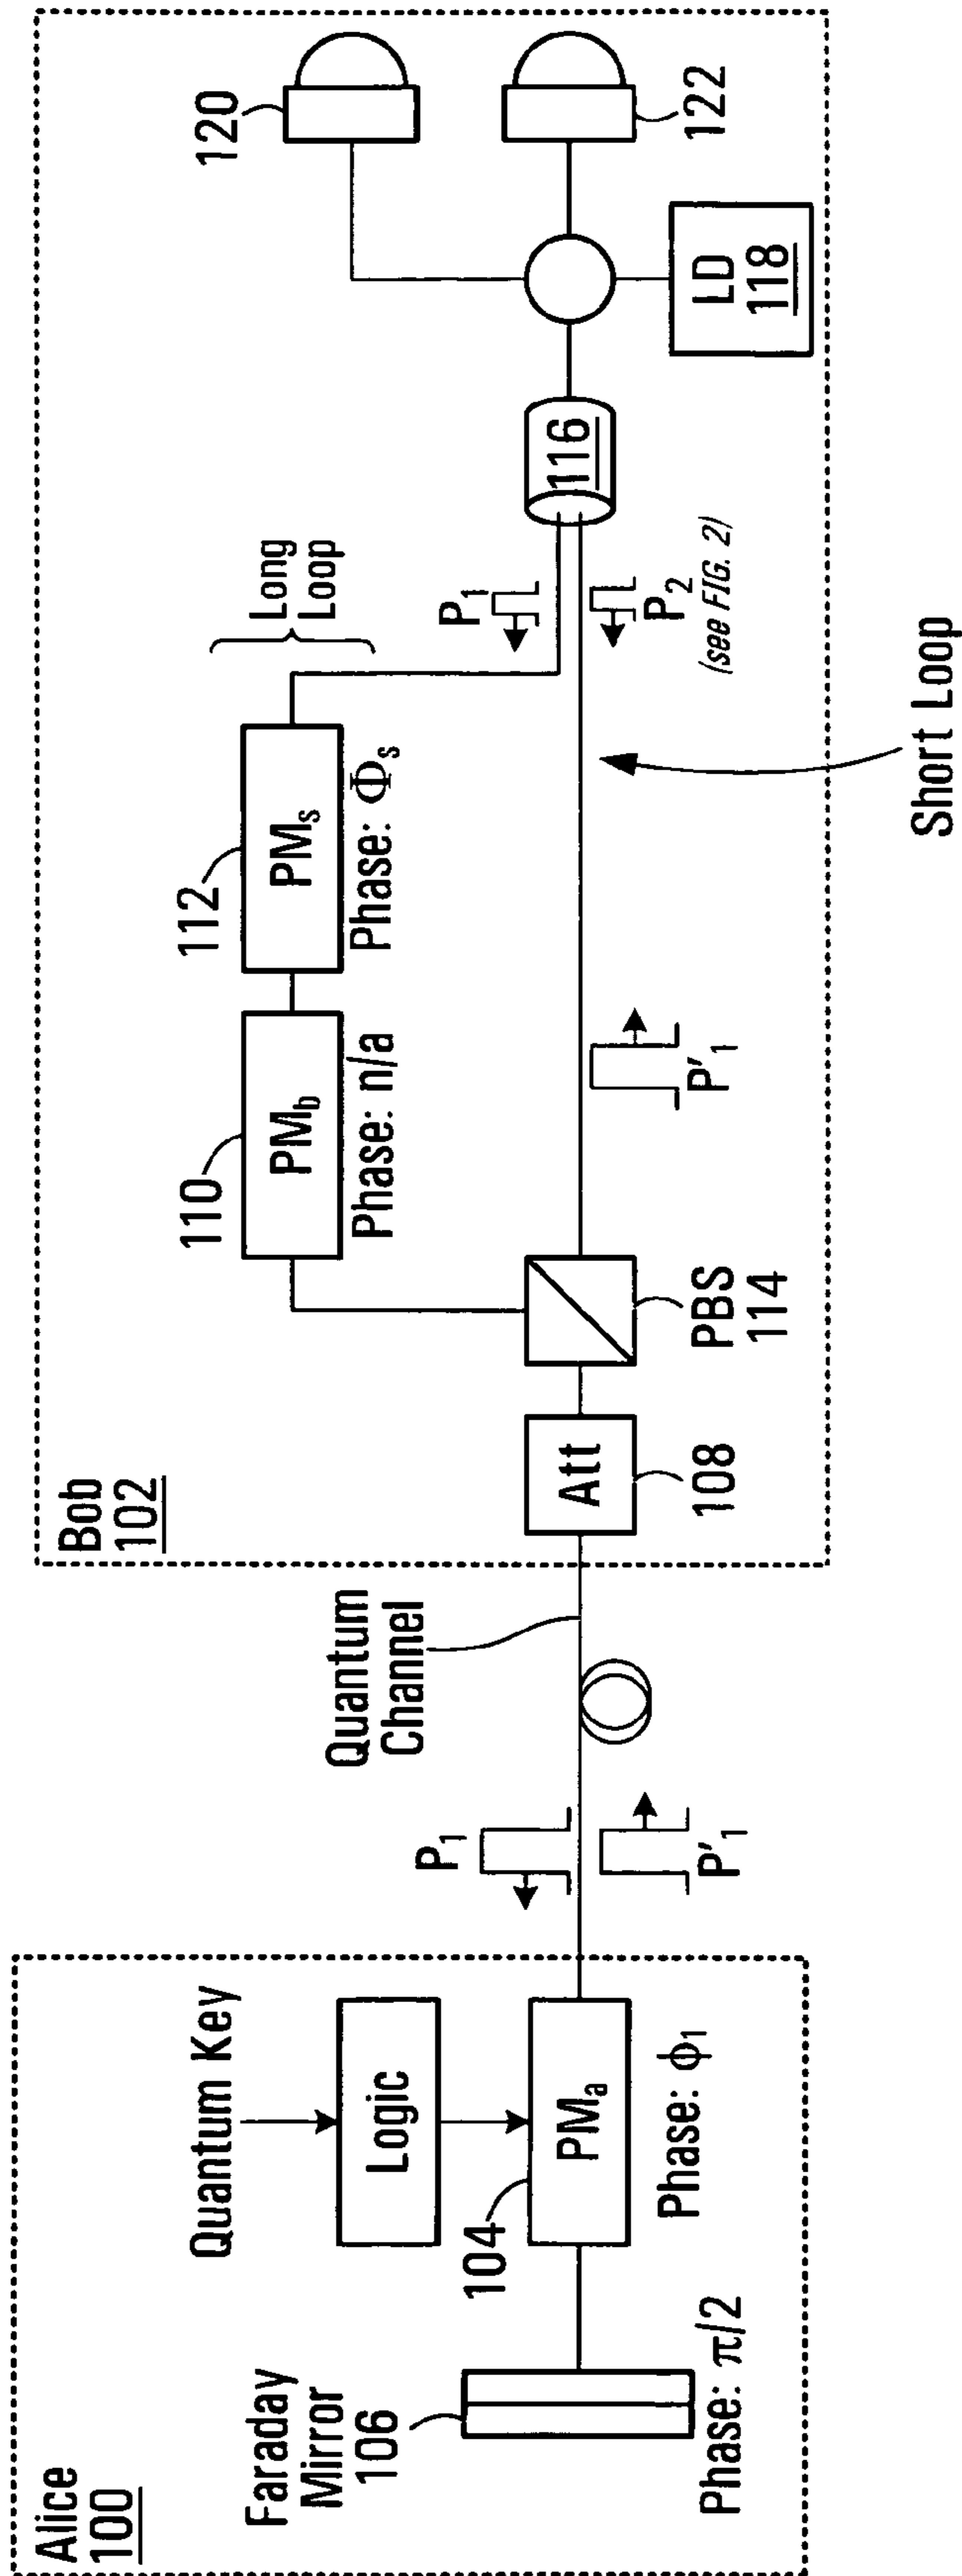 Alice
100
Faraday
Mirror
106
Phase: π/2
Quantum Key
Logic
104
PMₐ
Phase: ϕ₁
P₁
P'₁
Quantum
Channel
Bob
102
Att
108
PBS
114
110
PM_b
Phase: n/a
112
PMₛ
Phase: Φₛ
Long
Loop
P'₁
P₁
P₂
(see FIG. 2)
Short Loop
116
LD
118
120
122